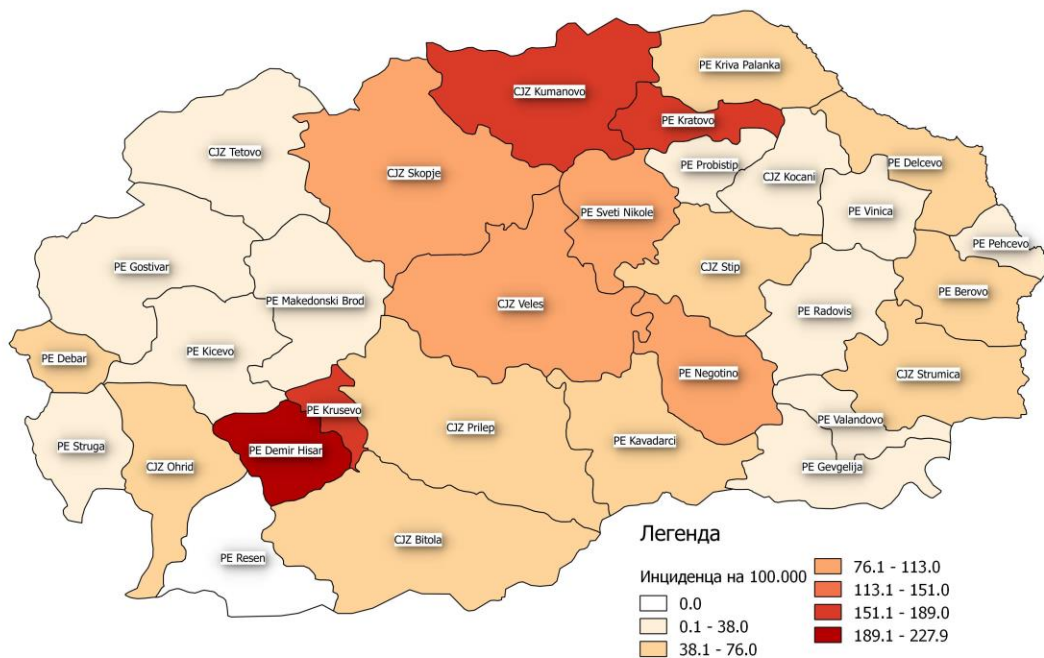 PE Kriva Palanka
CJZ Kumanovo
PE Kratovo
CJZ Tetovo
PE Probistip
PE Delcevo
CJZ Skopje
CJZ Kocani
PE Sveti Nikole
PE Vinica
PE Pehcevo
PE Gostivar
CJZ Stip
PE Berovo
PE Makedonski Brod
CJZ Veles
PE Radovis
PE Kicevo
PE Debar
PE Negotino
CJZ Strumica
PE Krusevo
PE Valandovo
CJZ Prilep
PE Kavadarci
PE Struga
PE Demir Hisar
CJZ Ohrid
PE Gevgelija
CJZ Bitola
PE Resen
Легенда
Инциденца на 100.000
0.0
0.1 - 38.0
38.1 - 76.0
76.1 - 113.0
113.1 - 151.0
151.1 - 189.0
189.1 - 227.9